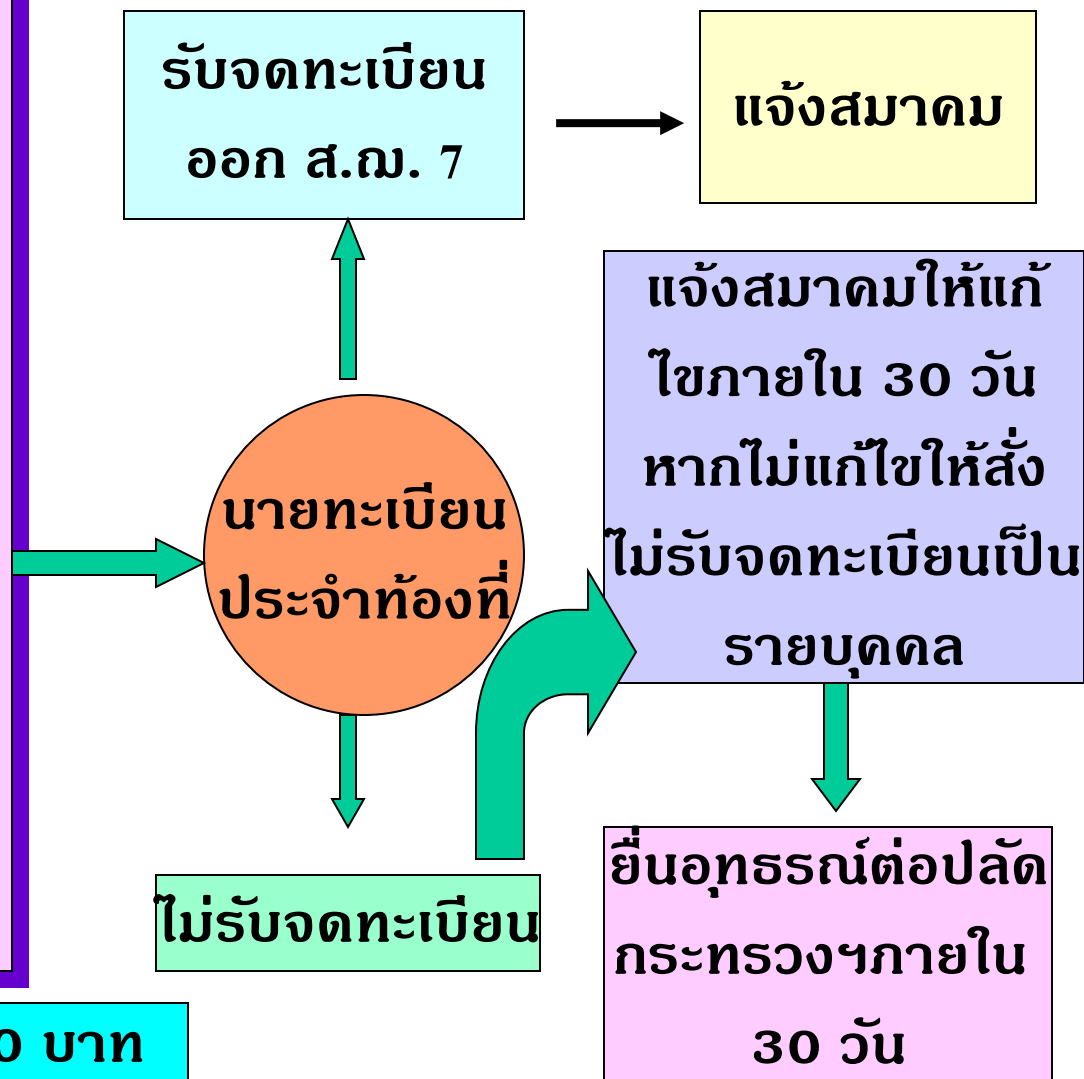 รับจดทะเบียน
ออก ส.ฌ. 7
แจ้งสมาคม
แจ้งสมาคมให้แก้
ไขภายใน 30 วัน
หากไม่แก้ไขให้สั่ง
ไม่รับจดทะเบียนเป็น
รายบุคคล
นายทะเบียน
ประจำท้องที่
ไม่รับจดทะเบียน
ยื่นอุทธรณ์ต่อปลัด
กระทรวงฯภายใน
30 วัน
0 บาท